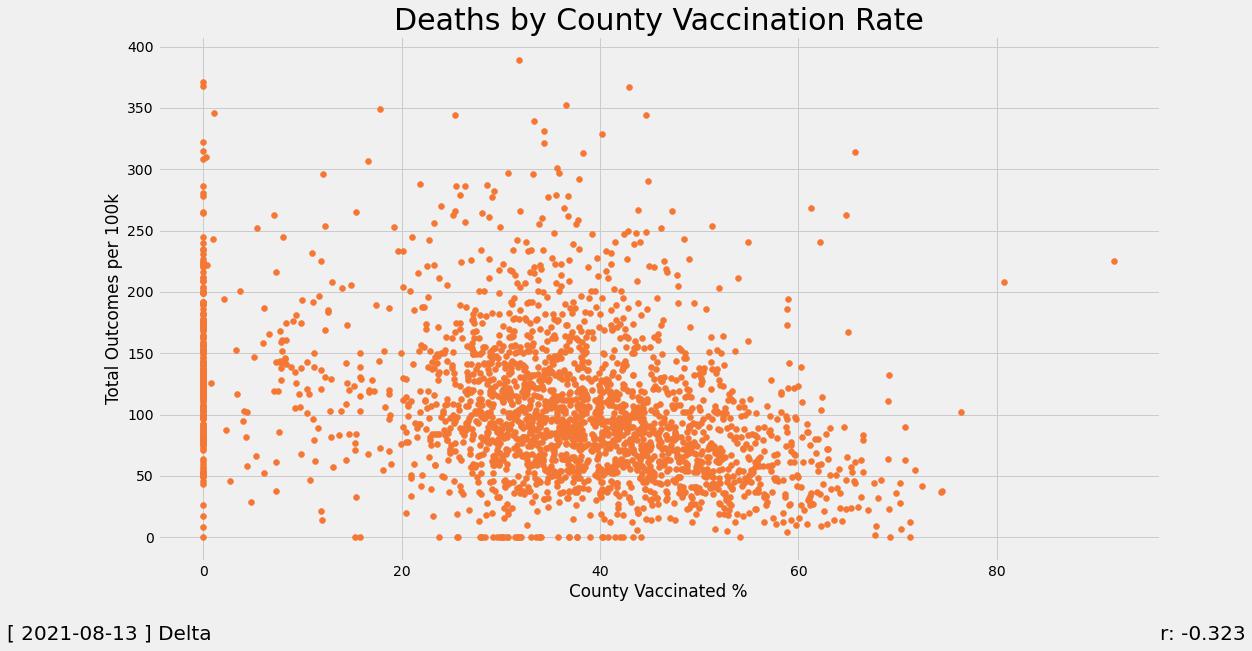 Deaths by County Vaccination Rate
400
350
300
250
200
150
100
50
0
Total Outcomes per 100k
0 20 40 60 80
County Vaccinated %
[ 2021-08-13 ] Delta
r: -0.323